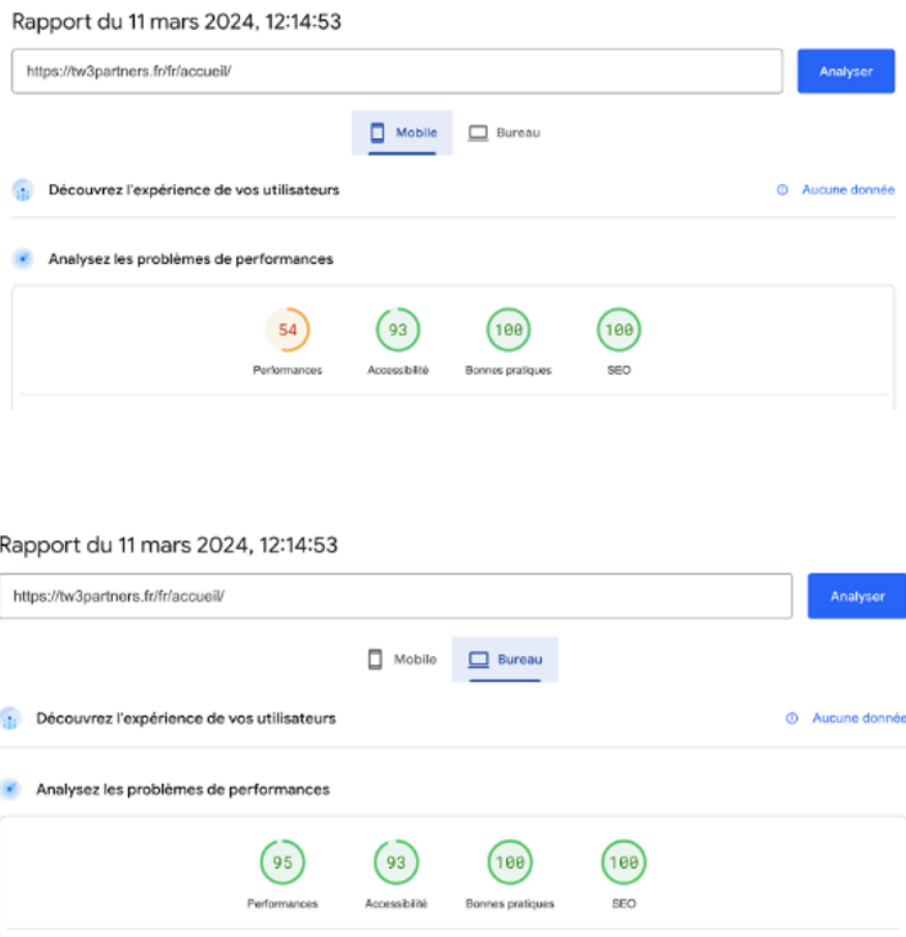 Rapport du 11 mars 2024, 12:14:53
https://tw3partners.fr/fr/accueil/ Analyser
Mobile Bureau
Découvrez l'expérience de vos utilisateurs Aucune donnée
Analysez les problèmes de performances
54 93 100 100
Performances Accessibilité Bonnes pratiques SEO
Rapport du 11 mars 2024, 12:14:53
https://tw3partners.fr/fr/accueil/ Analyser
Mobile Bureau
Découvrez l'expérience de vos utilisateurs Aucune donnée
Analysez les problèmes de performances
95 93 100 100
Performances Accessibilité Bonnes pratiques SEO